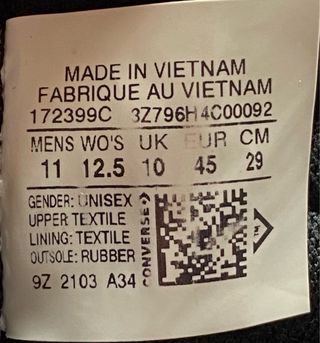 MADE IN VIETNAM
FABRIQUE AU VIETNAM
172399C 3Z796H4C00092
MENS WO'S UK EUR CM
11 12.5 10 45 29
GENDER: UNISEX
UPPER TEXTILE
LINING: TEXTILE
OUTSOLE: RUBBER
9Z 2103 A34
CONVERSE
TM